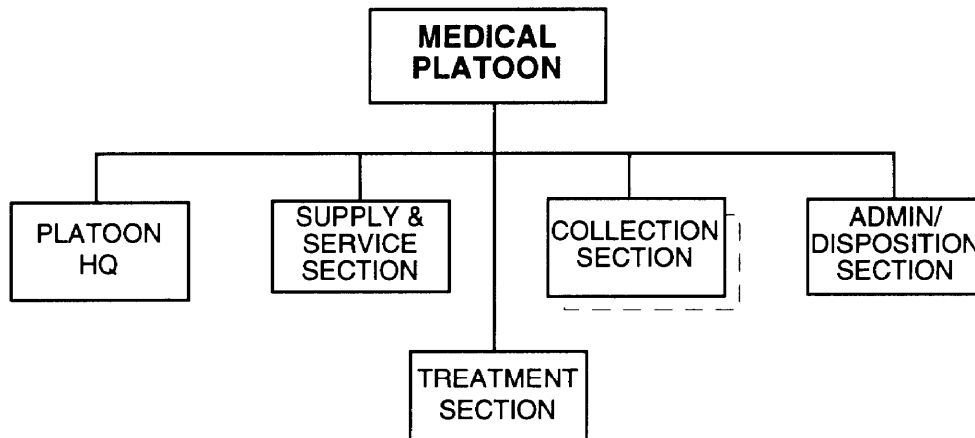 MEDICAL
PLATOON
PLATOON
HQ
SUPPLY &
SERVICE
SECTION
COLLECTION
SECTION
ADMIN/
DISPOSITION
SECTION
TREATMENT
SECTION